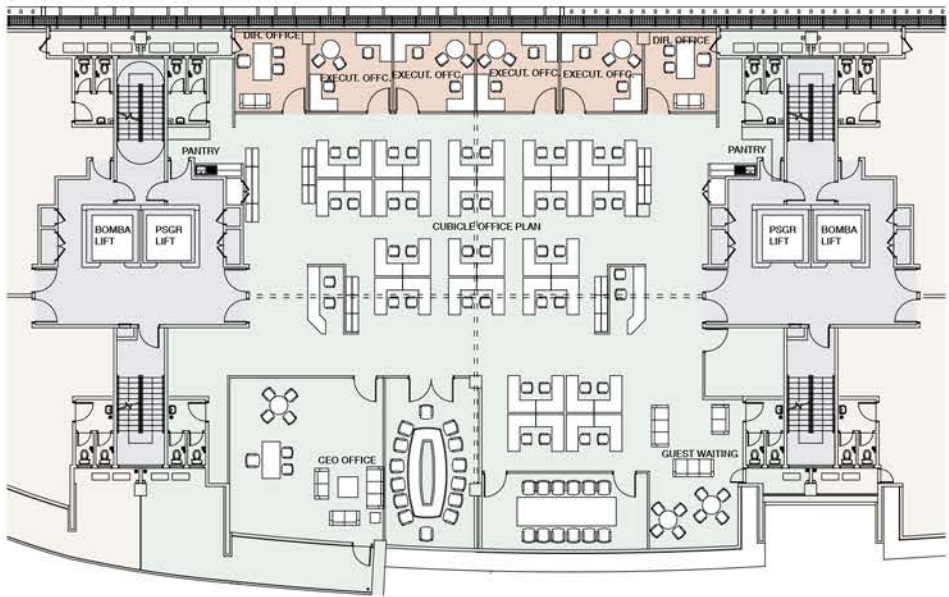 DIR. OFFICE
DIR. OFFICE
EXECUT. OFFC.
EXECUT. OFFC.
EXECUT. OFFC.
EXECUT. OFFC.
PANTRY
PANTRY
BOMBA
LIFT
PSGR
LIFT
CUBICLE OFFICE PLAN
PSGR
LIFT
BOMBA
LIFT
CEO OFFICE
GUEST WAITING